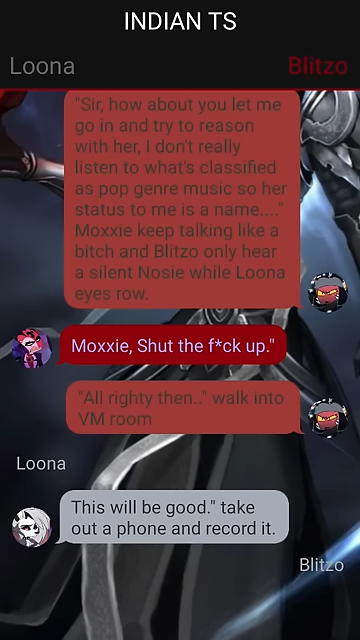 INDIAN TS
Loona
Blitzo
"Sir, how about you let me
go in and try to reason
with her, I don't really
listen to what's classified
as pop genre music so her
status to me is a name...."
Moxxie keep talking like a
bitch and Blitzo only hear
a silent Nosie while Loona
eyes row.
Moxxie, Shut the f*ck up."
"All righty then.." walk into
VM room
Loona
This will be good." take
out a phone and record it.
Blitzo